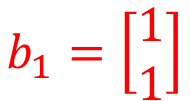 b₁ = [1
1]